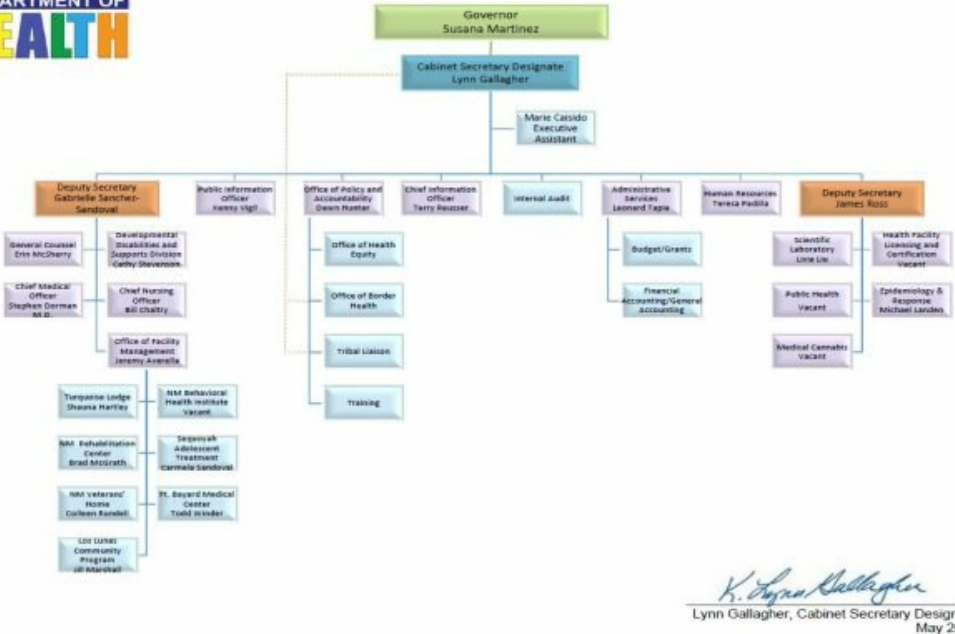 ARTMENT OF
EALTH
Governor
Susana Martinez
Cabinet Secretary Designate
Lynn Gallagher
Marie Caisido
Executive
Assistant
Deputy Secretary
Gabrielle Sanchez-
Sandoval
Public Information
Officer
Kenny Vigil
Office of Policy and
Accountability
Dawn Hunter
Chief Information
Officer
Terry Reusser
Internal Audit
Administrative
Services
Leonard Tapia
Human Resources
Teresa Padilla
Deputy Secretary
James Ross
General Counsel
Erin McSherry
Developmental
Disabilities and
Supports Division
Cathy Stevenson
Chief Medical
Officer
Stephen Dorman
M.D.
Chief Nursing
Officer
Bill Chaltry
Office of Facility
Management
Jeremy Averella
Turquoise Lodge
Shauna Hartley
NM Behavioral
Health Institute
Vacant
NM Rehabilitation
Center
Brad McGrath
Sequoyah
Adolescent
Treatment
Carmela Sandoval
NM Veterans'
Home
Colleen Rundell
Ft. Bayard Medical
Center
Todd Winder
Los Lunas
Community
Program
Jill Marshall
Office of Health
Equity
Office of Border
Health
Tribal Liaison
Training
Budget/Grants
Financial
Accounting/General
Accounting
Scientific
Laboratory
Lixia Liu
Health Facility
Licensing and
Certification
Vacant
Public Health
Vacant
Epidemiology &
Response
Michael Landen
Medical Cannabis
Vacant
K. Lynn Gallagher
Lynn Gallagher, Cabinet Secretary Desig
May 2